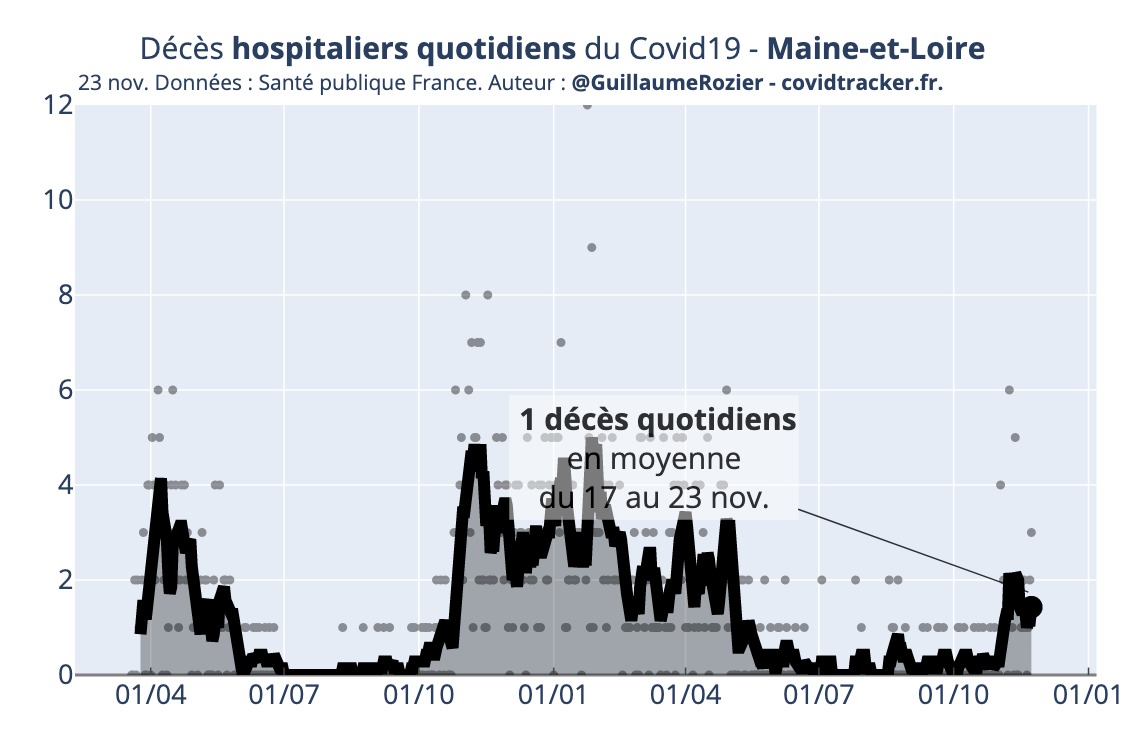 Décès hospitaliers quotidiens du Covid19 - Maine-et-Loire
23 nov. Données : Santé publique France. Auteur : @GuillaumeRozier - covidtracker.fr.
12
10
8
6
4
2
0
1 décès quotidiens
en moyenne
du 17 au 23 nov.
01/04 01/07 01/10 01/01 01/04 01/07 01/10 01/01